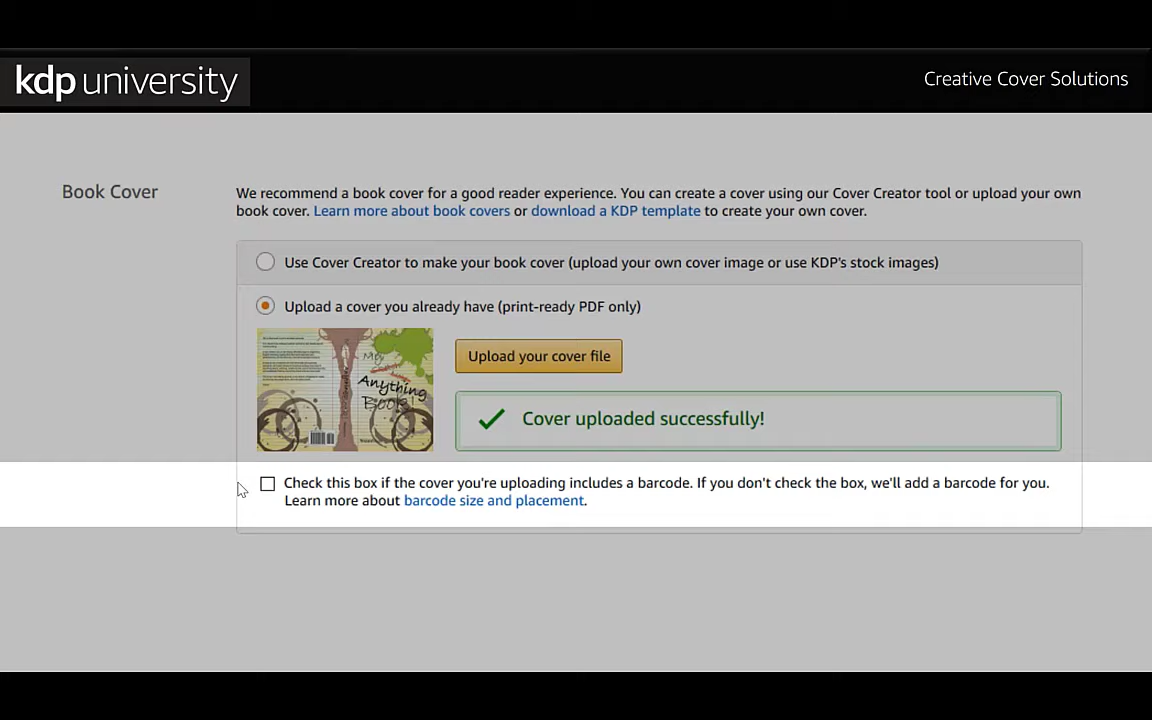 kdp university
Creative Cover Solutions
Book Cover
We recommend a book cover for a good reader experience. You can create a cover using our Cover Creator tool or upload your own
book cover. Learn more about book covers or download a KDP template to create your own cover.
Use Cover Creator to make your book cover (upload your own cover image or use KDP's stock images)
Upload a cover you already have (print-ready PDF only)
My
Anything
Book!
Upload your cover file
Cover uploaded successfully!
Check this box if the cover you're uploading includes a barcode. If you don't check the box, we'll add a barcode for you.
Learn more about barcode size and placement.